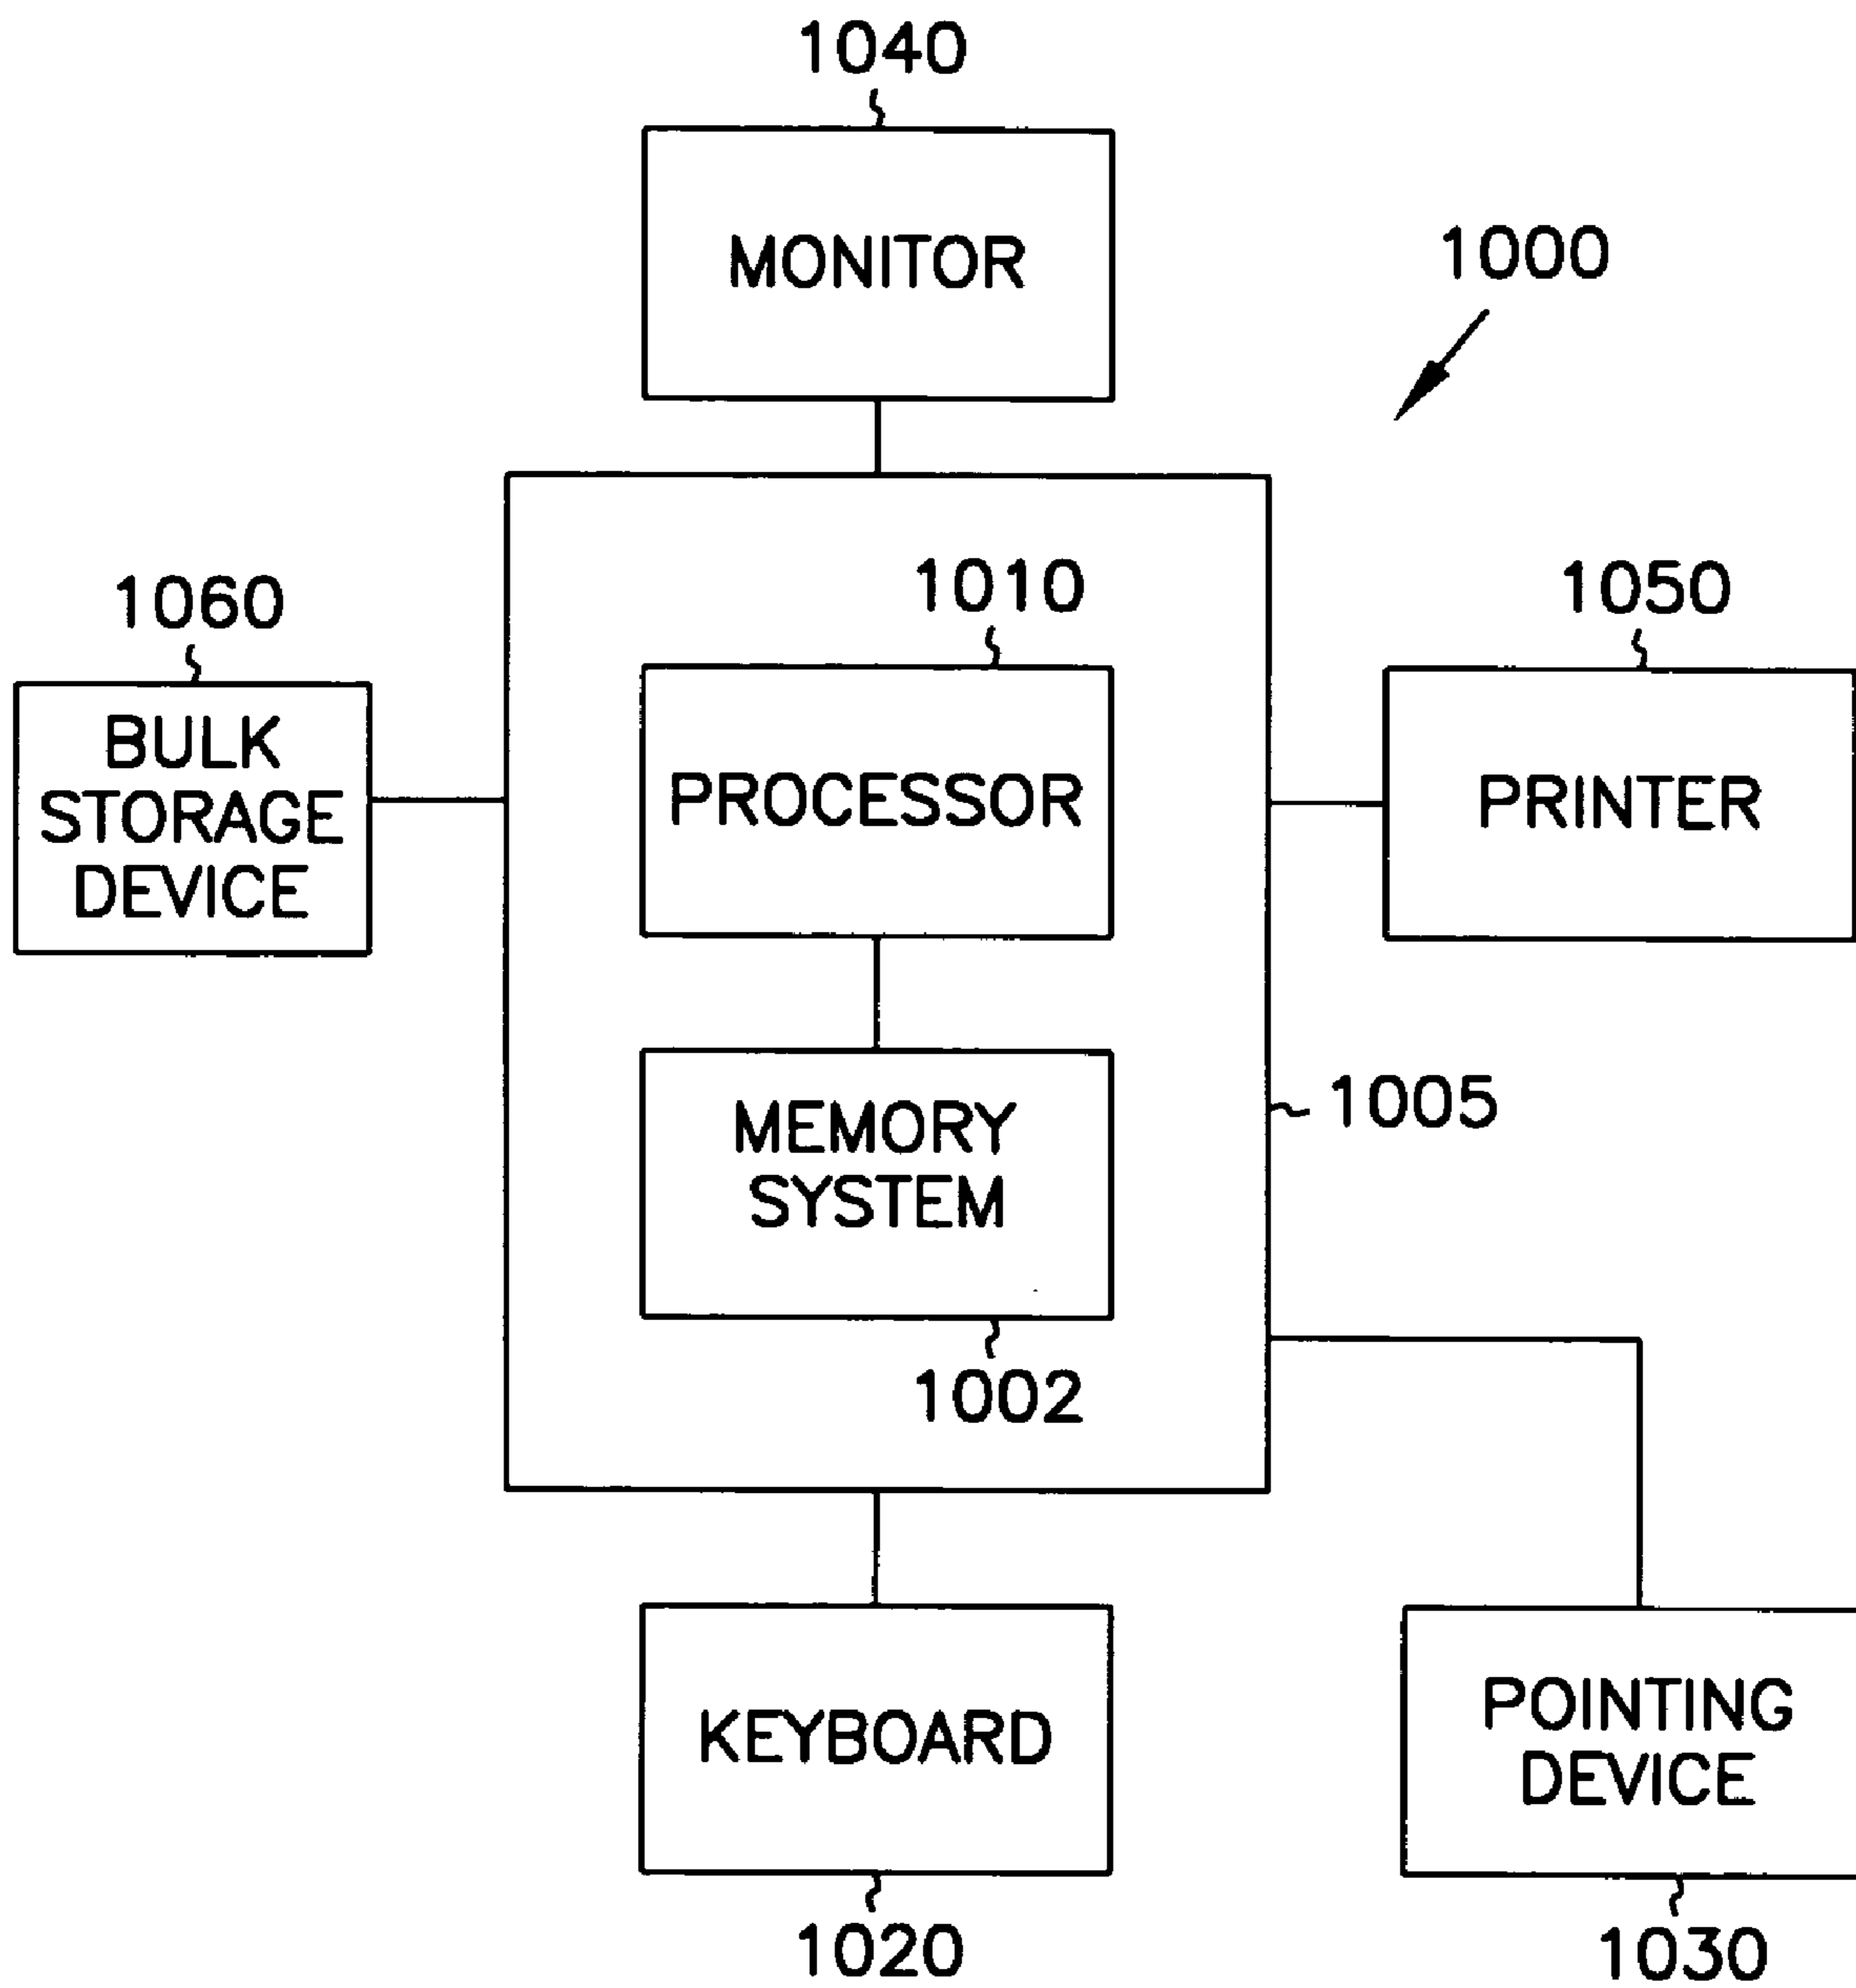 1040
MONITOR
1000
1010
1060
1050
BULK
STORAGE
DEVICE
PROCESSOR
PRINTER
MEMORY
SYSTEM
1005
1002
KEYBOARD
POINTING
DEVICE
1020
1030